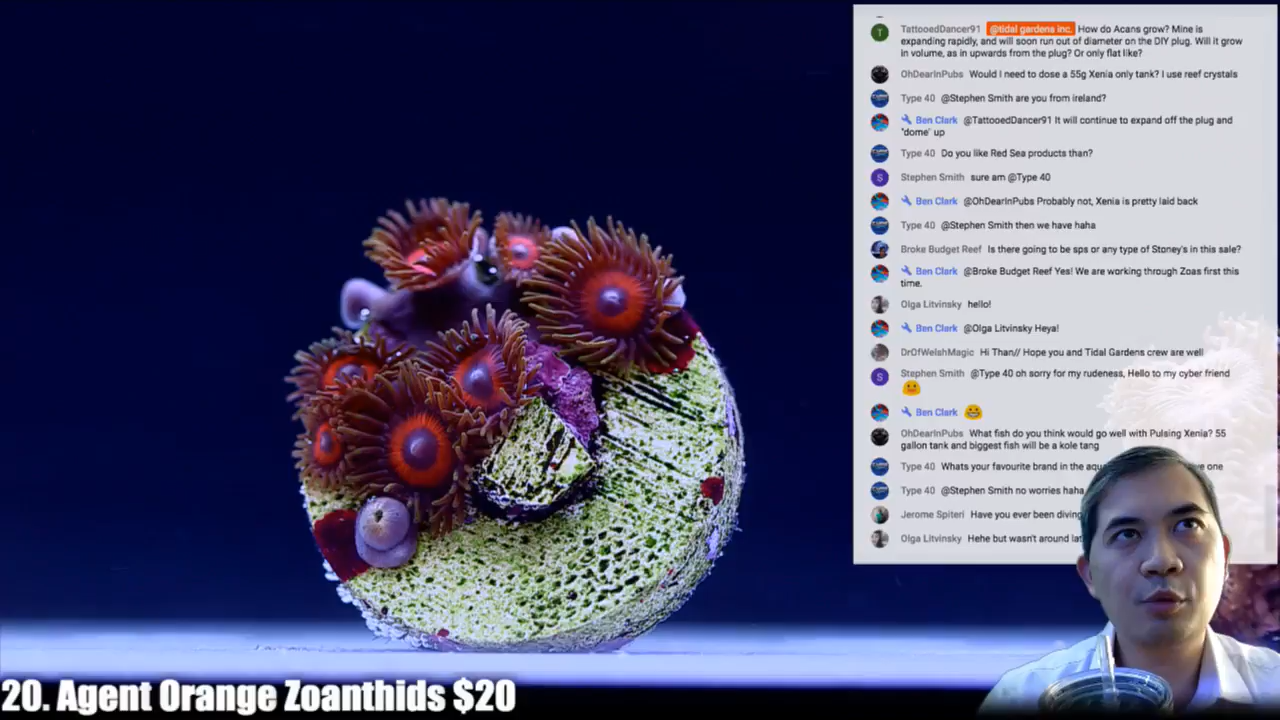 TattooedDancer91 @tidal gardens inc. How do Acans grow? Mine is
expanding rapidly, and will soon run out of diameter on the DIY plug. Will it grow
in volume, as in upwards from the plug? Or only flat like?
OhDearInPubs Would I need to dose a 55g Xenia only tank? I use reef crystals
Type 40 @Stephen Smith are you from ireland?
Ben Clark @TattooedDancer91 It will continue to expand off the plug and
"dome" up
Type 40 Do you like Red Sea products than?
Stephen Smith sure am @Type 40
Ben Clark @OhDearInPubs Probably not, Xenia is pretty laid back
Type 40 @Stephen Smith then we have haha
Broke Budget Reef Is there going to be sps or any type of Stoney's in this sale?
Ben Clark @Broke Budget Reef Yes! We are working through Zoas first this
time.
Olga Litvinsky hello!
Ben Clark @Olga Litvinsky Heya!
DrOfWelshMagic Hi Than// Hope you and Tidal Gardens crew are well
Stephen Smith @Type 40 oh sorry for my rudeness, Hello to my cyber friend
Ben Clark
OhDearInPubs What fish do you think would go well with Pulsing Xenia? 55
gallon tank and biggest fish will be a kole tang
Type 40 Whats your favourite brand in the one
Type 40 @Stephen Smith no worries haha
Jerome Spiteri Have you ever been diving
Olga Litvinsky Hehe but wasn't around
20. Agent Orange Zoanthids $20